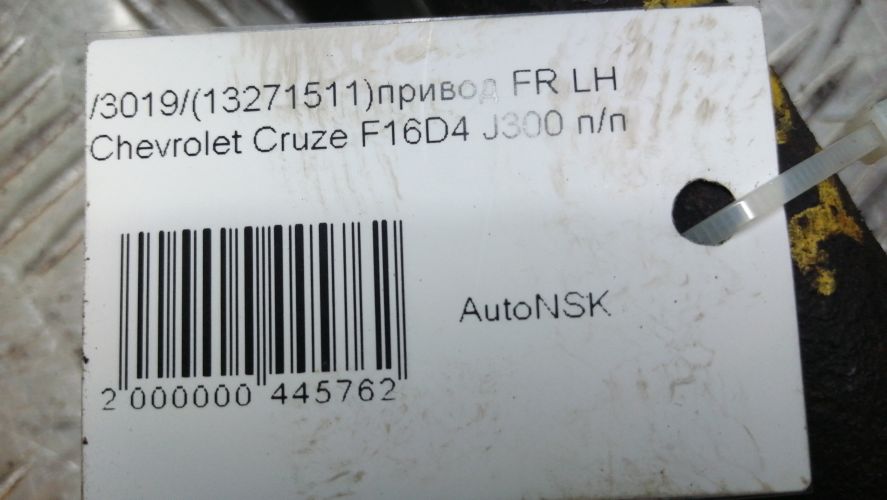 /3019/(13271511)привод FR LH
Chevrolet Cruze F16D4 J300 п/п
AutoNSK
2 000000 445762